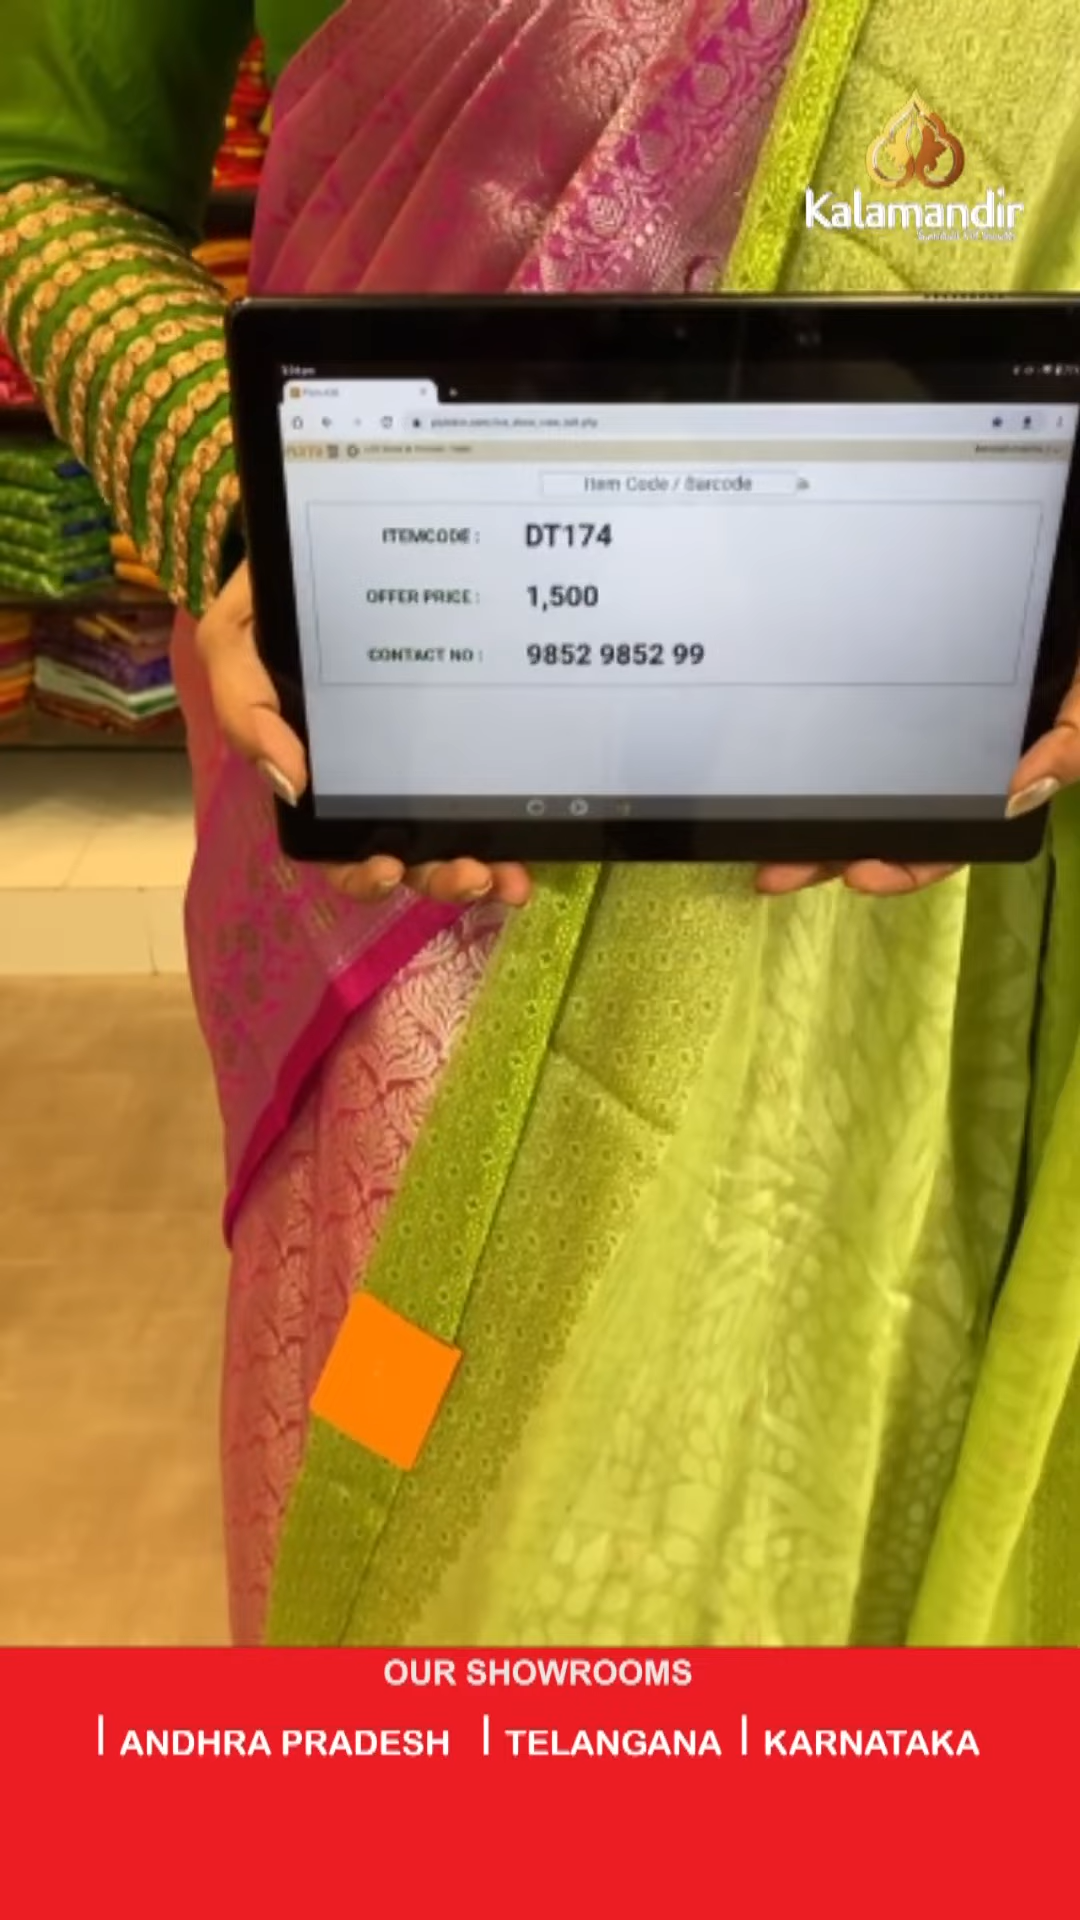 Kalamandir
Item Code / Barcode
ITEMCODE : DT174
OFFER PRICE : 1,500
CONTACT NO : 9852 9852 99
OUR SHOWROOMS
| ANDHRA PRADESH | TELANGANA | KARNATAKA